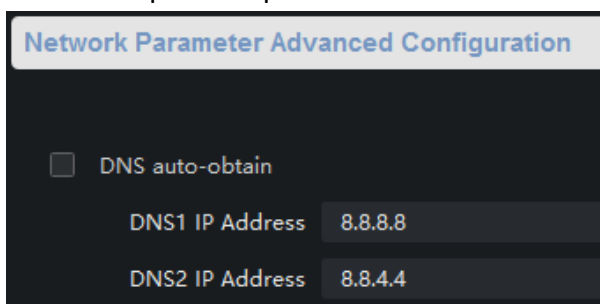 Network Parameter Advanced Configuration
DNS auto-obtain
DNS1 IP Address 8.8.8.8
DNS2 IP Address 8.8.4.4